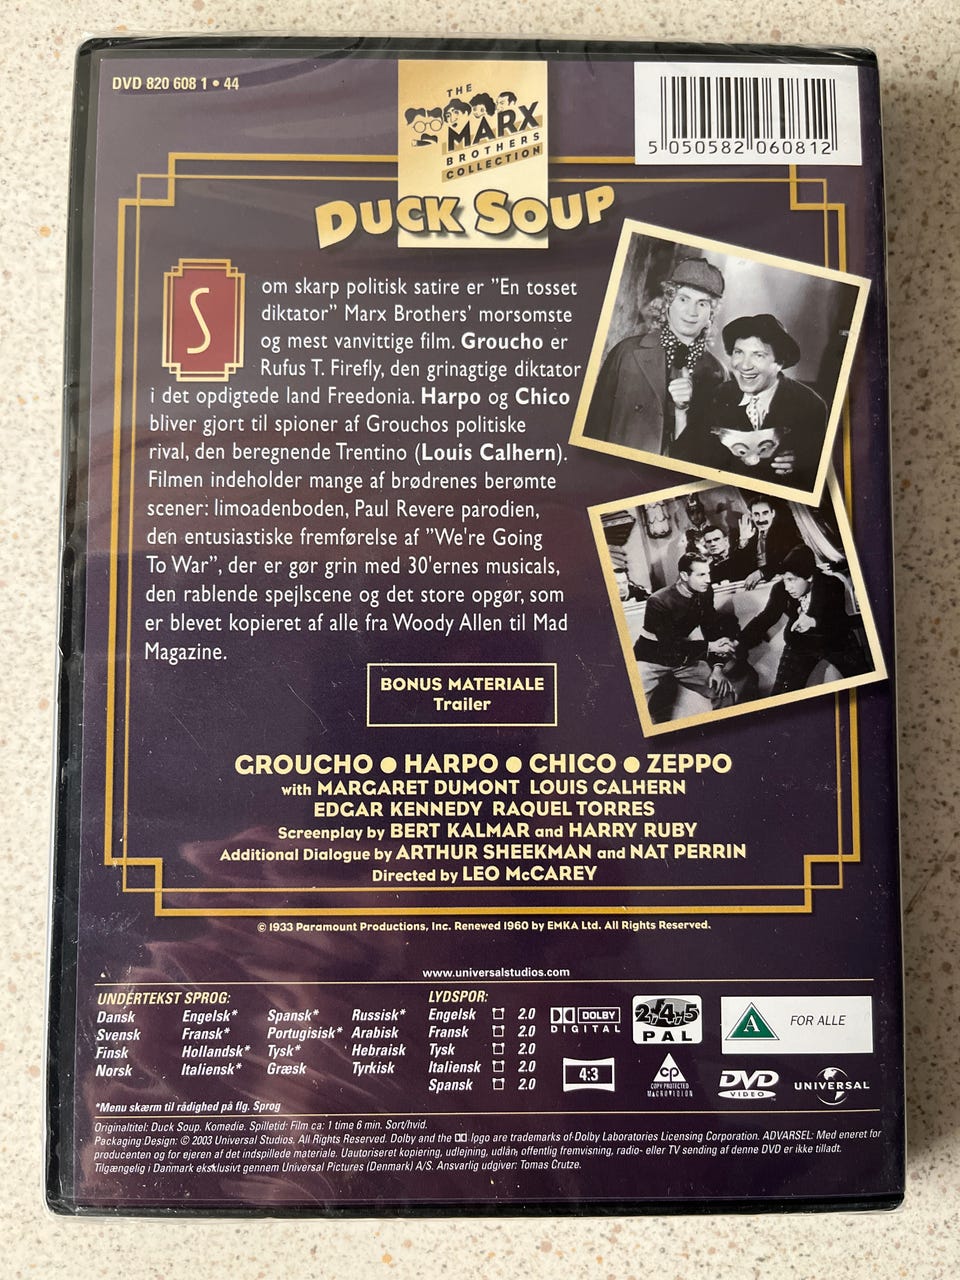 DVD 820 608 1 • 44
THE
MARX
BROTHERS
COLLECTION
5 050582 060812
DUCK SOUP
Som skarp politisk satire er ”En tosset
diktator” Marx Brothers’ morsomste
og mest vanvittige film. Groucho er
Rufus T. Firefly, den grinagtige diktator
i det opdigtede land Freedonia. Harpo og Chico
bliver gjort til spioner af Grouchos politiske
rival, den beregnende Trentino (Louis Calhern).
Filmen indeholder mange af brødrenes berømte
scener: limoadenboden, Paul Revere parodien,
den entusiastiske fremførelse af ”We're Going
To War”, der er gør grin med 30'ernes musicals,
den rablende spejlscene og det store opgør, som
er blevet kopieret af alle fra Woody Allen til Mad
Magazine.
BONUS MATERIALE
Trailer
GROUCHO ● HARPO ● CHICO ● ZEPPO
with MARGARET DUMONT LOUIS CALHERN
EDGAR KENNEDY RAQUEL TORRES
Screenplay by BERT KALMAR and HARRY RUBY
Additional Dialogue by ARTHUR SHEEKMAN and NAT PERRIN
Directed by LEO McCAREY
© 1933 Paramount Productions, Inc. Renewed 1960 by EMKA Ltd. All Rights Reserved.
www.universalstudios.com
UNDERTEKST SPROG:
Dansk Engelsk* Spansk* Russisk*
Svensk Fransk* Portugisisk* Arabisk
Finsk Hollandsk* Tysk* Hebraisk
Norsk Italiensk* Græsk Tyrkisk
*Menu skærm til rådighed på flg. Sprog
LYDSPOR:
Engelsk 2.0
Fransk 2.0
Tysk 2.0
Italiensk 2.0
Spansk 2.0
DOLBY
DIGITAL
2,4,5
PAL
A FOR ALLE
4:3
COPY PROTECTED
MACROVISION
DVD
VIDEO
UNIVERSAL
Originaltitel: Duck Soup. Komedie. Spilletid: Film ca: 1 time 6 min. Sort/hvid.
Packaging Design: © 2003 Universal Studios. All Rights Reserved. Dolby and the DD logo are trademarks of Dolby Laboratories Licensing Corporation. ADVARSEL: Med eneret for
producenten og for ejeren af det indspillede materiale. Uautoriseret kopiering, udlejning, udlån, offentlig fremvisning, radio- eller TV sending af denne DVD er ikke tilladt.
Tilgængelig i Danmark eksklusivt gennem Universal Pictures (Denmark) A/S. Ansvarlig udgiver: Tomas Crutze.